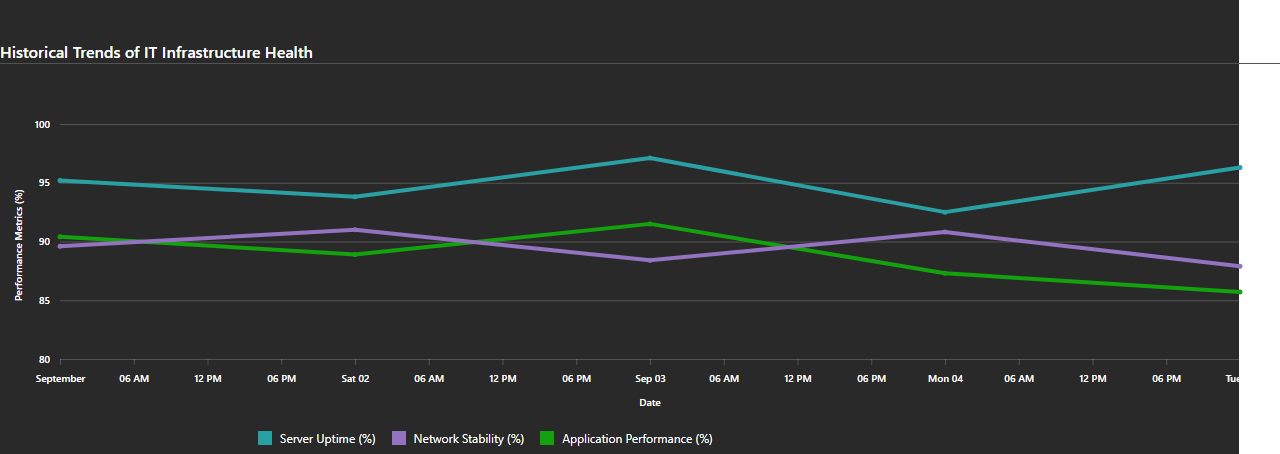 Historical Trends of IT Infrastructure Health
100
95
90
85
80
Performance Metrics (%)
September 06 AM 12 PM 06 PM Sat 02 06 AM 12 PM 06 PM Sep 03 06 AM 12 PM 06 PM Mon 04 06 AM 12 PM 06 PM Tue
Date
Server Uptime (%) Network Stability (%) Application Performance (%)